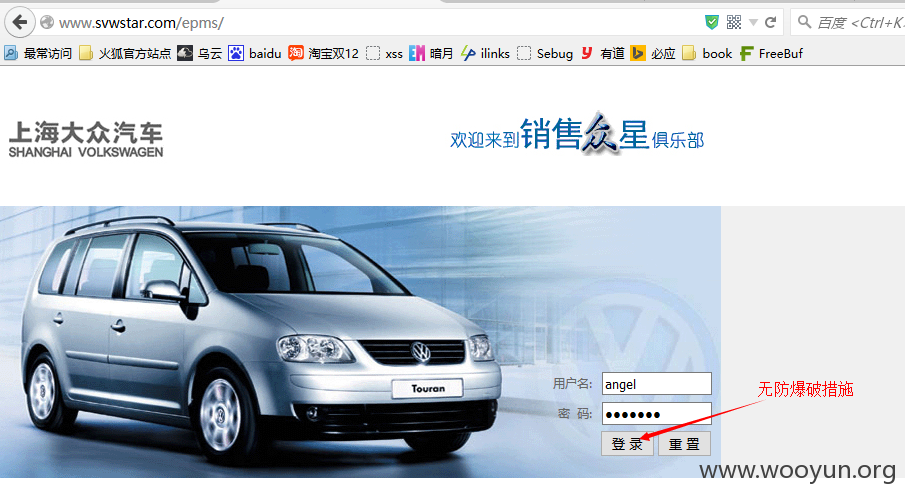 www.svwstar.com/epms/
百度 <Ctrl+K
最常访问 火狐官方站点 乌云 baidu 淘宝双12 xss 暗月 ilinks Sebug 有道 必应 book FreeBuf
上海大众汽车
SHANGHAI VOLKSWAGEN
欢迎来到销售众星俱乐部
Touran
用户名: angel
密 码: ●●●●●●●
登 录 重 置
无防爆破措施
www.wooyun.org